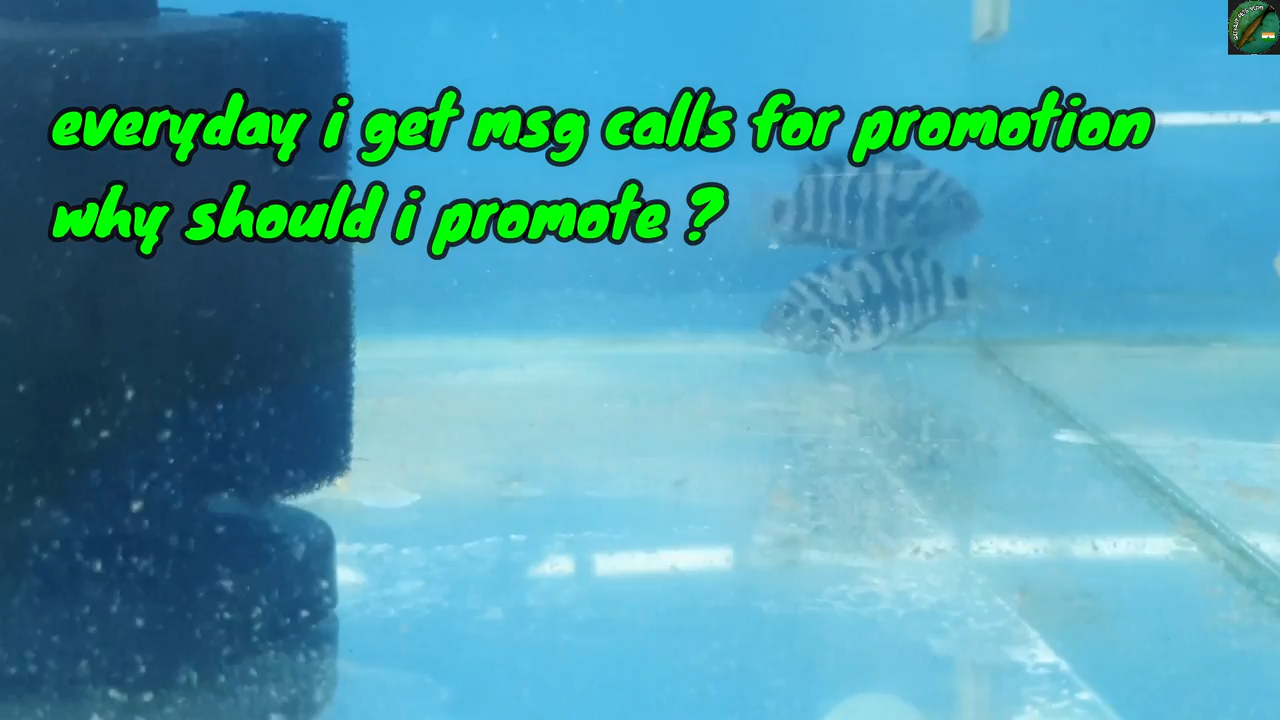 everyday i get msg calls for promotion
why should i promote ?